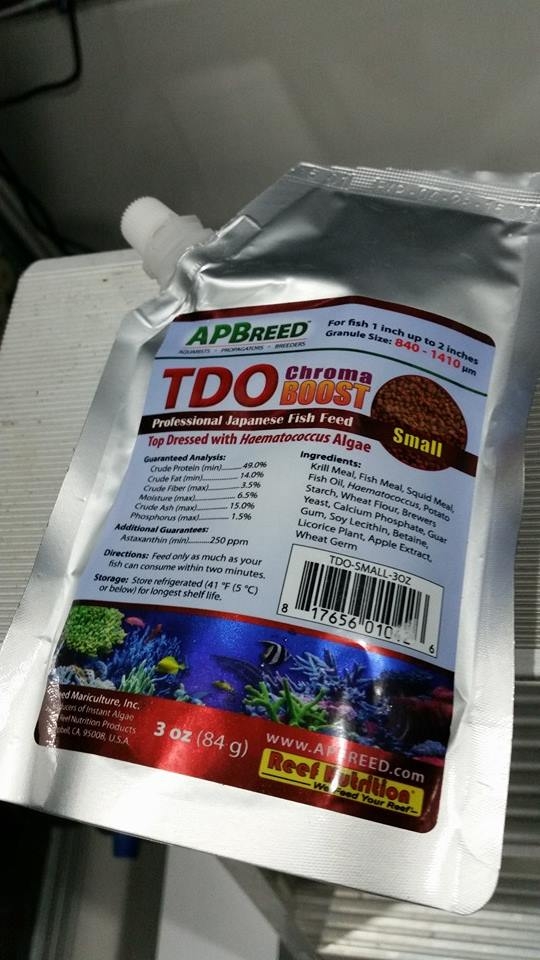 APBREED™
AQUARISTS - PROPAGATORS - BREEDERS
For fish 1 inch up to 2 inches
Granule Size: 840 - 1410 µm
TDO Chroma BOOST
Professional Japanese Fish Feed
Small
Top Dressed with Haematococcus Algae
Guaranteed Analysis:
Crude Protein (min)..........49.0%
Crude Fat (min)..........14.0%
Crude Fiber (max)..........3.5%
Moisture (max)..........6.5%
Crude Ash (max)..........15.0%
Phosphorus (max)..........1.5%
Additional Guarantees:
Astaxanthin (min)..........250 ppm
Directions: Feed only as much as your
fish can consume within two minutes.
Storage: Store refrigerated (41 °F (5 °C)
or below) for longest shelf life.
Ingredients:
Krill Meal, Fish Meal, Squid Meal,
Fish Oil, Haematococcus, Potato
Starch, Wheat Flour, Brewers
Yeast, Calcium Phosphate, Guar
Gum, Soy Lecithin, Betaine,
Licorice Plant, Apple Extract,
Wheat Germ
TDO-SMALL-3OZ
8 17656 01 6
Mariculture, Inc.
of Instant Algae
Reef Nutrition Products
CA, 95008, U.S.A.
3 oz (84 g)
www.APBREED.com
Reef Nutrition
We Feed Your Reef